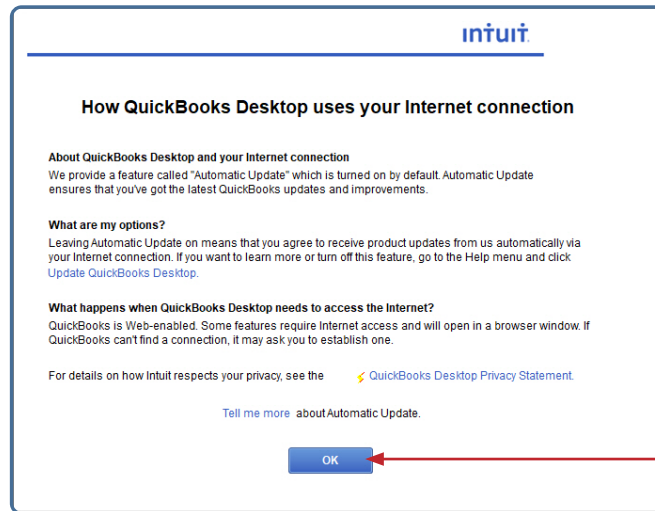 intuit
How QuickBooks Desktop uses your Internet connection
About QuickBooks Desktop and your Internet connection
We provide a feature called "Automatic Update" which is turned on by default. Automatic Update
ensures that you've got the latest QuickBooks updates and improvements.
What are my options?
Leaving Automatic Update on means that you agree to receive product updates from us automatically via
your Internet connection. If you want to learn more or turn off this feature, go to the Help menu and click
Update QuickBooks Desktop.
What happens when QuickBooks Desktop needs to access the Internet?
QuickBooks is Web-enabled. Some features require Internet access and will open in a browser window. If
QuickBooks can't find a connection, it may ask you to establish one.
For details on how Intuit respects your privacy, see the QuickBooks Desktop Privacy Statement.
Tell me more about Automatic Update.
OK